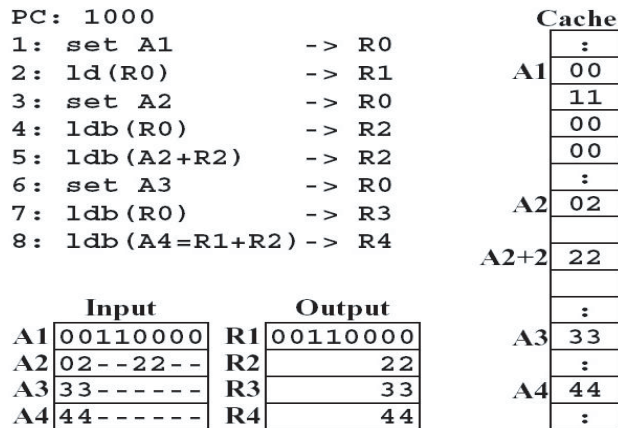 PC: 1000
1: set A1 -> R0
2: ld(R0) -> R1
3: set A2 -> R0
4: ldb(R0) -> R2
5: ldb(A2+R2) -> R2
6: set A3 -> R0
7: ldb(R0) -> R3
8: ldb(A4=R1+R2)-> R4
Input
A1 00110000
A2 02--22--
A3 33------
A4 44------
Output
R1 00110000
R2 22
R3 33
R4 44
Cache
:
A1 00
11
00
00
:
A2 02
A2+2 22
:
A3 33
:
A4 44
: